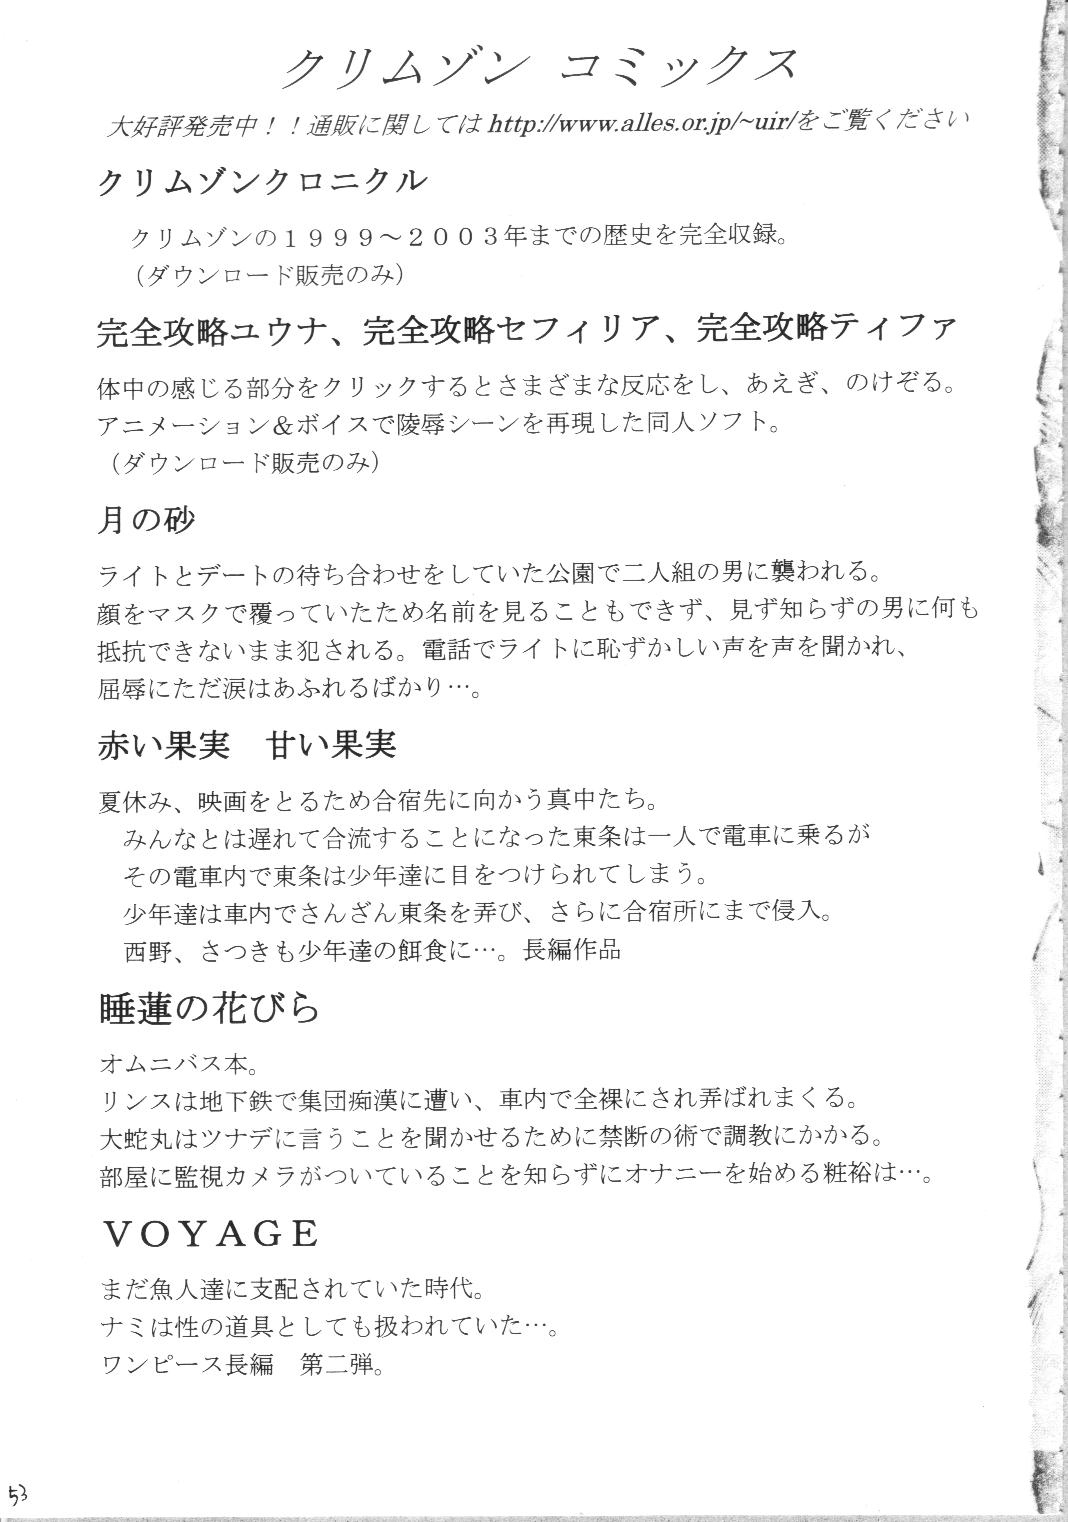 クリムゾン コミックス
大好評発売中！！通販に関しては http://www.alles.or.jp/~uir/をご覧ください
クリムゾンクロニクル
クリムゾンの１９９９～２００３年までの歴史を完全収録。
（ダウンロード販売のみ）
完全攻略ユウナ、完全攻略セフィリア、完全攻略ティファ
体中の感じる部分をクリックするとさまざまな反応をし、あえぎ、のけぞる。
アニメーション＆ボイスで陵辱シーンを再現した同人ソフト。
（ダウンロード販売のみ）
月の砂
ライトとデートの待ち合わせをしていた公園で二人組の男に襲われる。
顔をマスクで覆っていたため名前を見ることもできず、見ず知らずの男に何も
抵抗できないまま犯される。電話でライトに恥ずかしい声を声を聞かれ、
屈辱にただ涙はあふれるばかり…。
赤い果実　甘い果実
夏休み、映画をとるため合宿先に向かう真中たち。
みんなとは遅れて合流することになった東条は一人で電車に乗るが
その電車内で東条は少年達に目をつけられてしまう。
少年達は車内でさんざん東条を弄び、さらに合宿所にまで侵入。
西野、さつきも少年達の餌食に…。長編作品
睡蓮の花びら
オムニバス本。
リンスは地下鉄で集団痴漢に遭い、車内で全裸にされ弄ばれまくる。
大蛇丸はツナデに言うことを聞かせるために禁断の術で調教にかかる。
部屋に監視カメラがついていることを知らずにオナニーを始める粧裕は…。
ＶＯＹＡＧＥ
まだ魚人達に支配されていた時代。
ナミは性の道具としても扱われていた…。
ワンピース長編　第二弾。
53